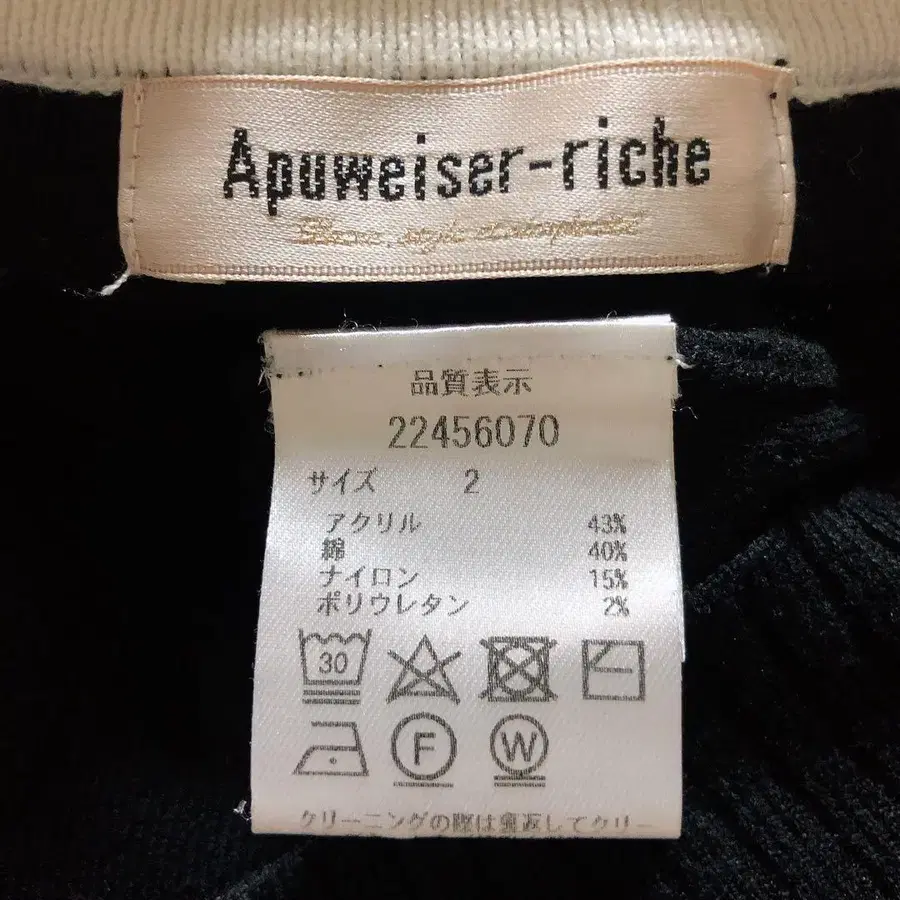 Apuweiser-riche
品質表示
22456070
サイズ 2
アクリル 43%
綿 40%
ナイロン 15%
ポリウレタン 2%
30
F W
クリーニングの際は裏返してクリー